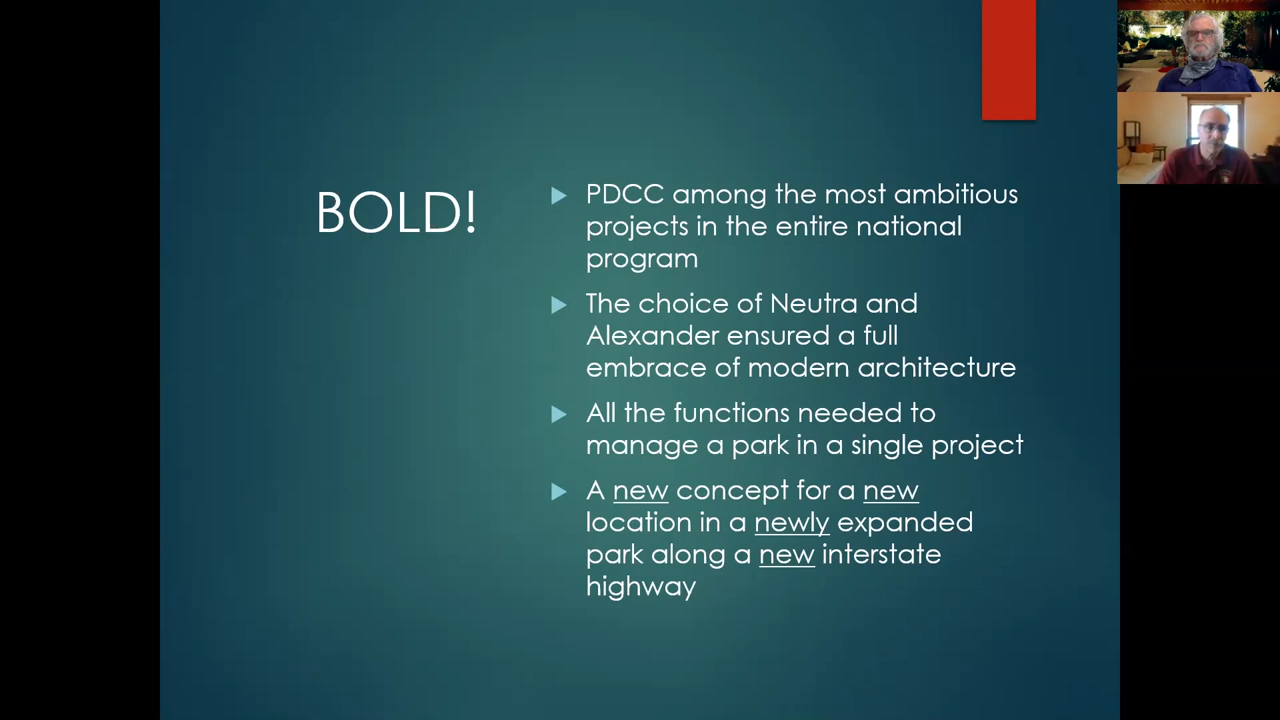 BOLD!
PDCC among the most ambitious
projects in the entire national
program
The choice of Neutra and
Alexander ensured a full
embrace of modern architecture
All the functions needed to
manage a park in a single project
A new concept for a new
location in a newly expanded
park along a new interstate
highway